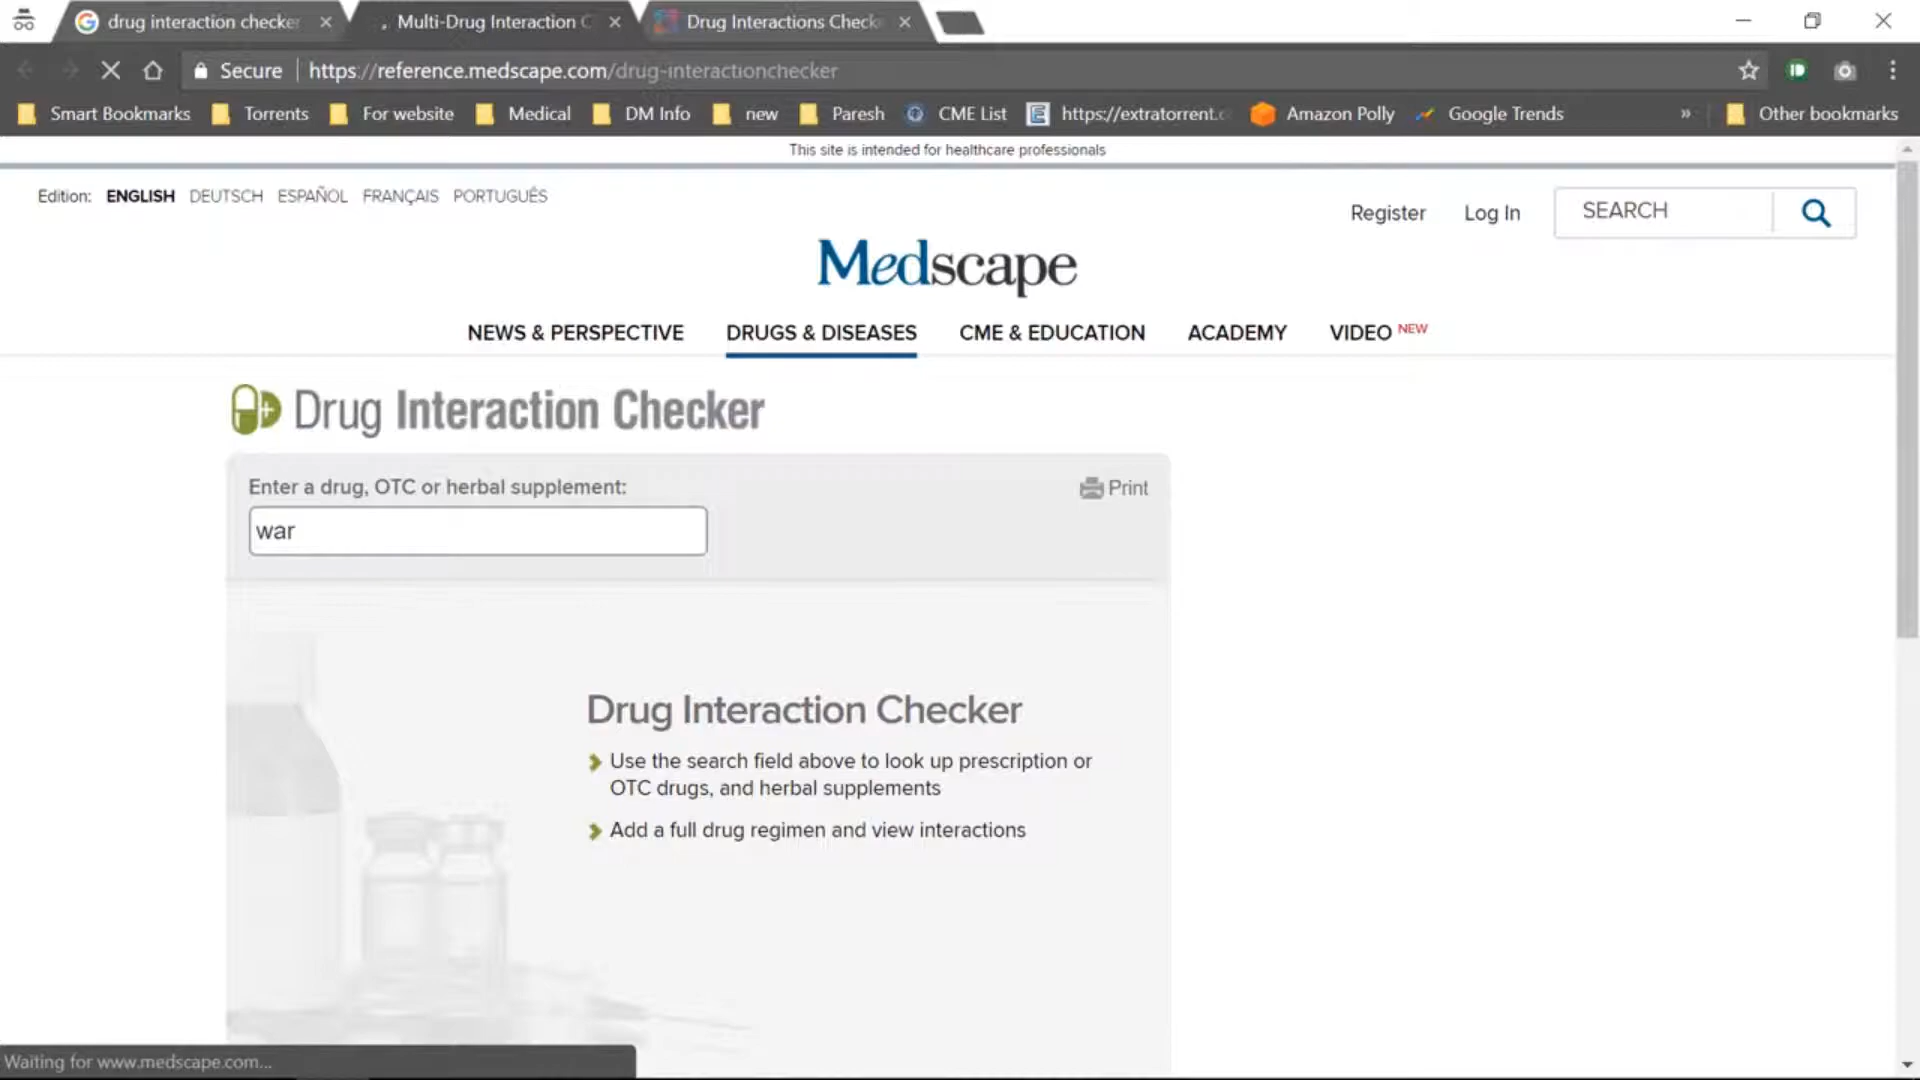 drug interaction checker
Multi-Drug Interaction C
Drug Interactions Check
Secure
https://reference.medscape.com/drug-interactionchecker
Smart Bookmarks
Torrents
For website
Medical
DM Info
new
Paresh
CME List
https://extratorrent.c
Amazon Polly
Google Trends
»
Other bookmarks
This site is intended for healthcare professionals
Edition: ENGLISH DEUTSCH ESPAÑOL FRANÇAIS PORTUGUÊS
Register
Log In
SEARCH
Medscape
NEWS & PERSPECTIVE
DRUGS & DISEASES
CME & EDUCATION
ACADEMY
VIDEO NEW
Drug Interaction Checker
Enter a drug, OTC or herbal supplement:
Print
war
Drug Interaction Checker
Use the search field above to look up prescription or
OTC drugs, and herbal supplements
Add a full drug regimen and view interactions
Waiting for www.medscape.com...